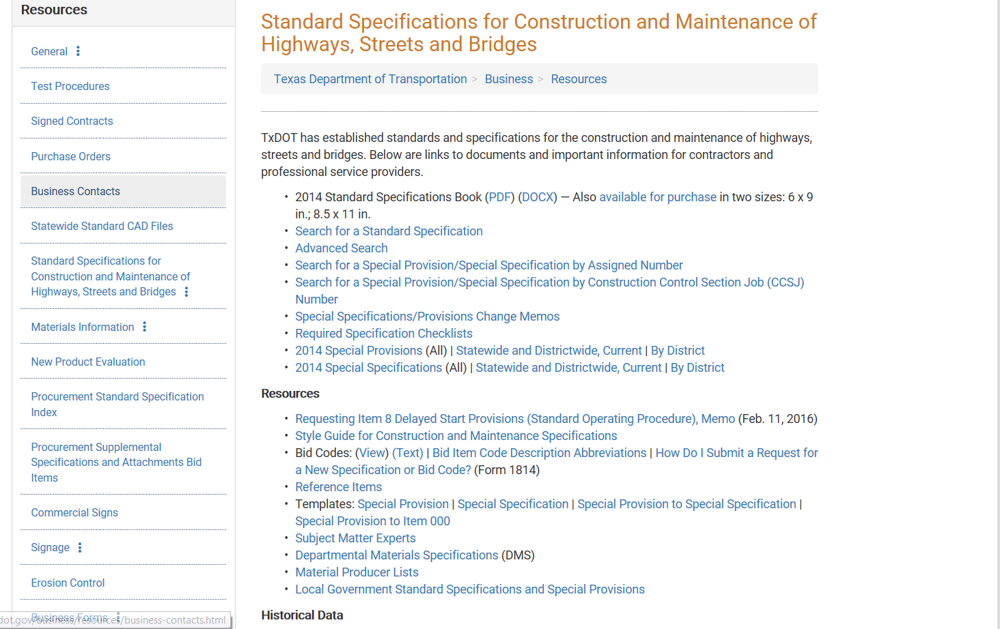 Resources
General
Test Procedures
Signed Contracts
Purchase Orders
Business Contacts
Statewide Standard CAD Files
Standard Specifications for
Construction and Maintenance of
Highways, Streets and Bridges
Materials Information
New Product Evaluation
Procurement Standard Specification
Index
Procurement Supplemental
Specifications and Attachments Bid
Items
Commercial Signs
Signage
Erosion Control
Business Forms
dot.gov/business/resources/business-contacts.html
Standard Specifications for Construction and Maintenance of
Highways, Streets and Bridges
Texas Department of Transportation > Business > Resources
TxDOT has established standards and specifications for the construction and maintenance of highways,
streets and bridges. Below are links to documents and important information for contractors and
professional service providers.
• 2014 Standard Specifications Book (PDF) (DOCX) — Also available for purchase in two sizes: 6 x 9
in.; 8.5 x 11 in.
• Search for a Standard Specification
• Advanced Search
• Search for a Special Provision/Special Specification by Assigned Number
• Search for a Special Provision/Special Specification by Construction Control Section Job (CCSJ)
Number
• Special Specifications/Provisions Change Memos
• Required Specification Checklists
• 2014 Special Provisions (All) | Statewide and Districtwide, Current | By District
• 2014 Special Specifications (All) | Statewide and Districtwide, Current | By District
Resources
• Requesting Item 8 Delayed Start Provisions (Standard Operating Procedure), Memo (Feb. 11, 2016)
• Style Guide for Construction and Maintenance Specifications
• Bid Codes: (View) (Text) | Bid Item Code Description Abbreviations | How Do I Submit a Request for
a New Specification or Bid Code? (Form 1814)
• Reference Items
• Templates: Special Provision | Special Specification | Special Provision to Special Specification |
Special Provision to Item 000
• Subject Matter Experts
• Departmental Materials Specifications (DMS)
• Material Producer Lists
• Local Government Standard Specifications and Special Provisions
Historical Data